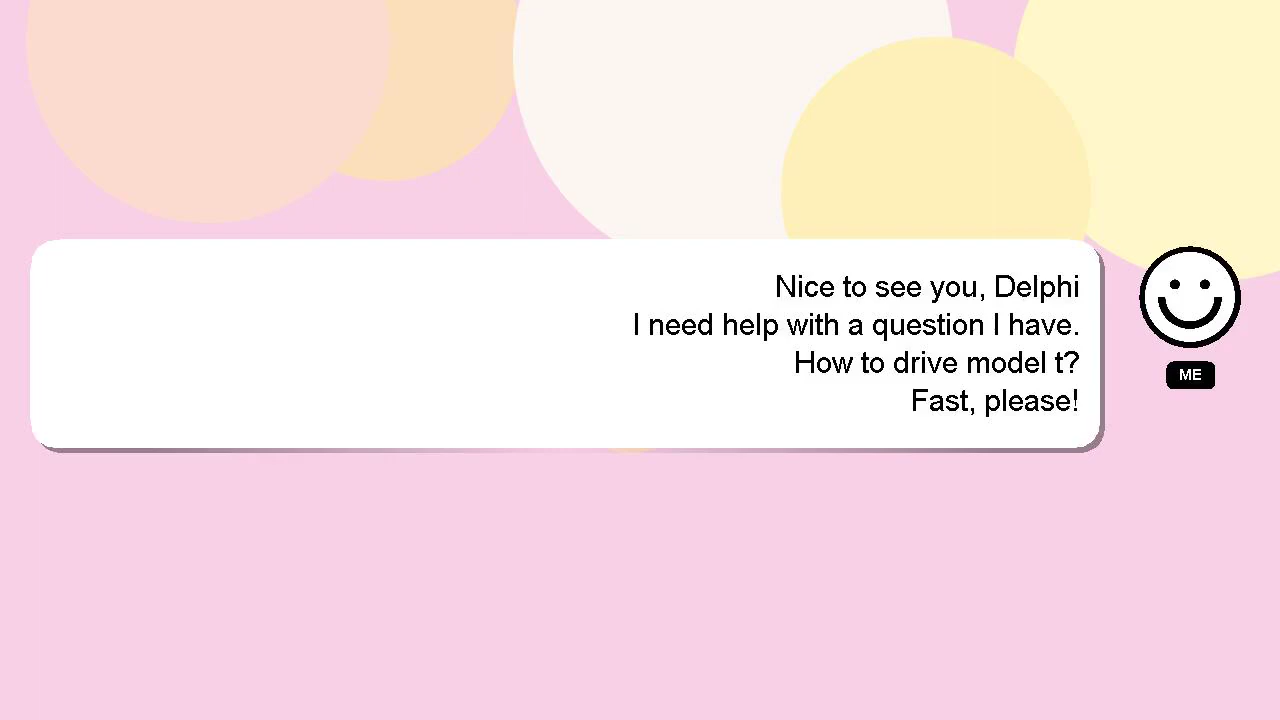 Nice to see you, Delphi
I need help with a question I have.
How to drive model t?
Fast, please!
ME